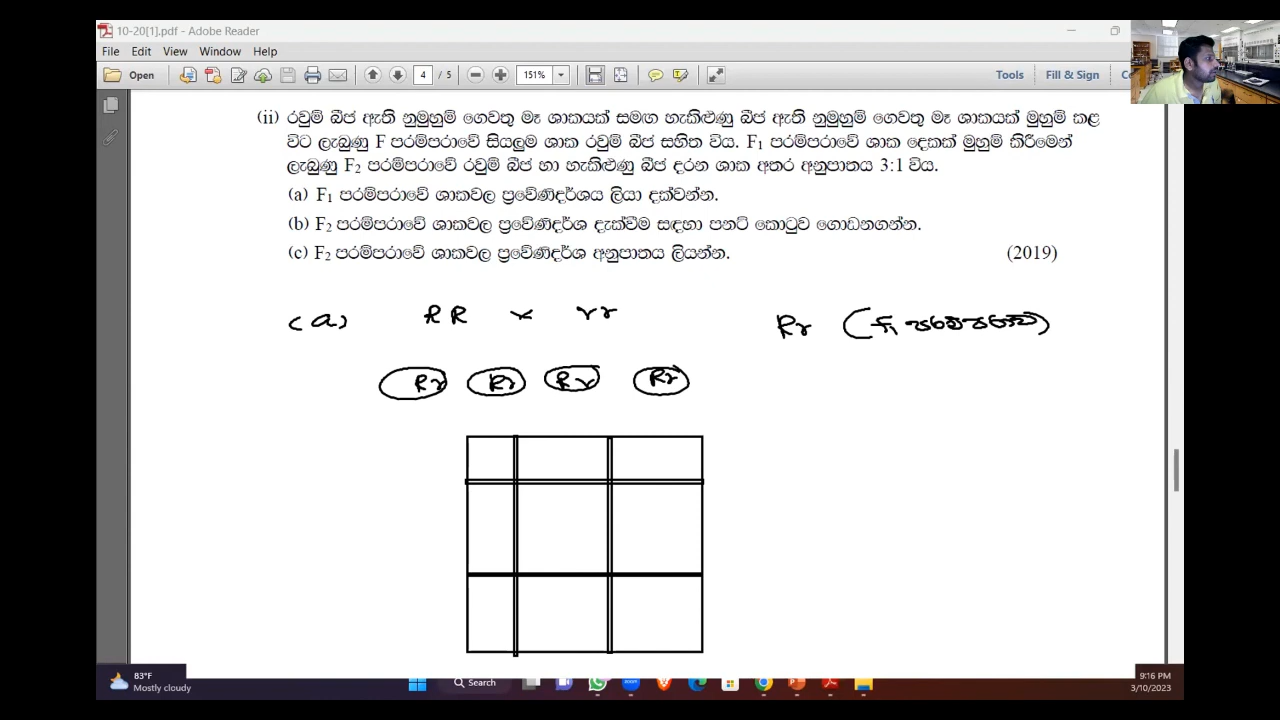 10-20[1].pdf - Adobe Reader
File Edit View Window Help
Open 4 / 5 151% Tools Fill & Sign
(ii) රවුම් බීජ ඇති නුමුහුම් ගෙවතු මෑ ශාකයක් සමඟ හැකිළුණු බීජ ඇති නුමුහුම් ගෙවතු මෑ ශාකයක් මුහුම් කළ
විට ලැබුණු F පරම්පරාවේ සියලුම ශාක රවුම් බීජ සහිත විය. F₁ පරම්පරාවේ ශාක දෙකක් මුහුම් කිරීමෙන්
ලැබුණු F₂ පරම්පරාවේ රවුම් බීජ හා හැකිළුණු බීජ දරන ශාක අතර අනුපාතය 3:1 විය.
(a) F₁ පරම්පරාවේ ශාකවල ප්‍රවේණිදර්ශය ලියා දක්වන්න.
(b) F₂ පරම්පරාවේ ශාකවල ප්‍රවේණිදර්ශ දැක්වීම සඳහා පනට් කොටුව ගොඩනගන්න.
(c) F₂ පරම්පරාවේ ශාකවල ප්‍රවේණිදර්ශ අනුපාතය ලියන්න. (2019)
(a) RR x rr Rr (F₁ පරම්පරාව)
Rr Rr Rr Rr
83°F
Mostly cloudy
Search
9:16 PM
3/10/2023